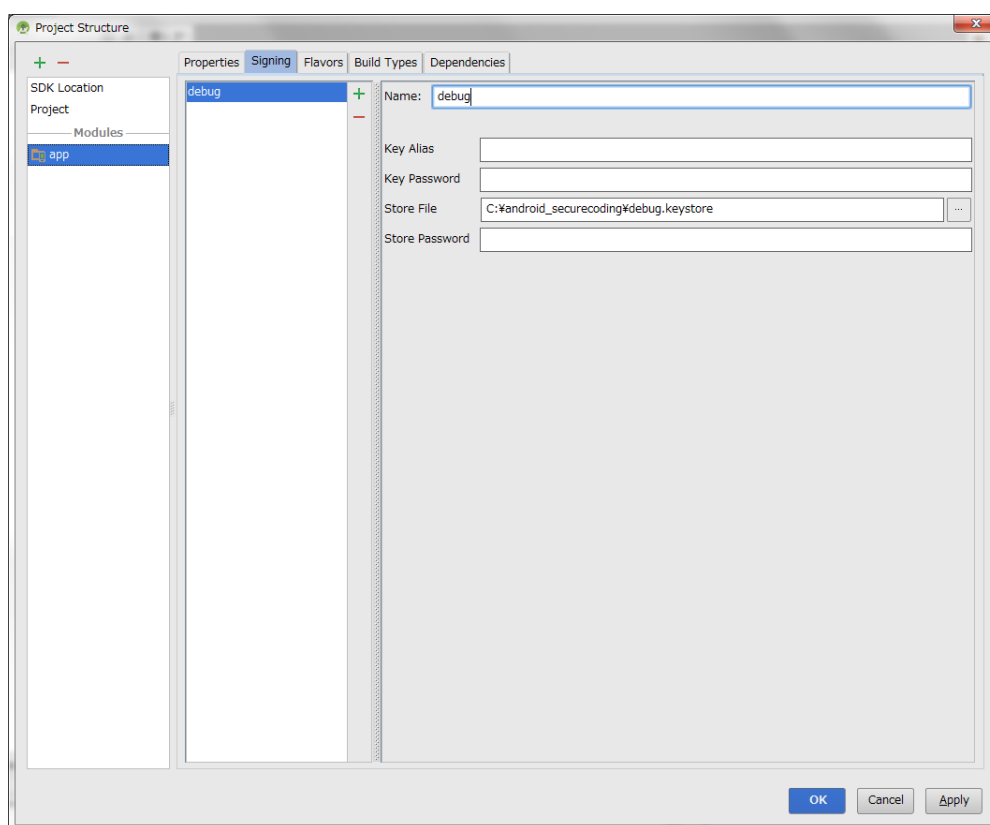 Project Structure
Properties Signing Flavors Build Types Dependencies
SDK Location
Project
Modules
app
debug
Name: debug
Key Alias
Key Password
Store File C:¥android_securecoding¥debug.keystore ...
Store Password
OK Cancel Apply